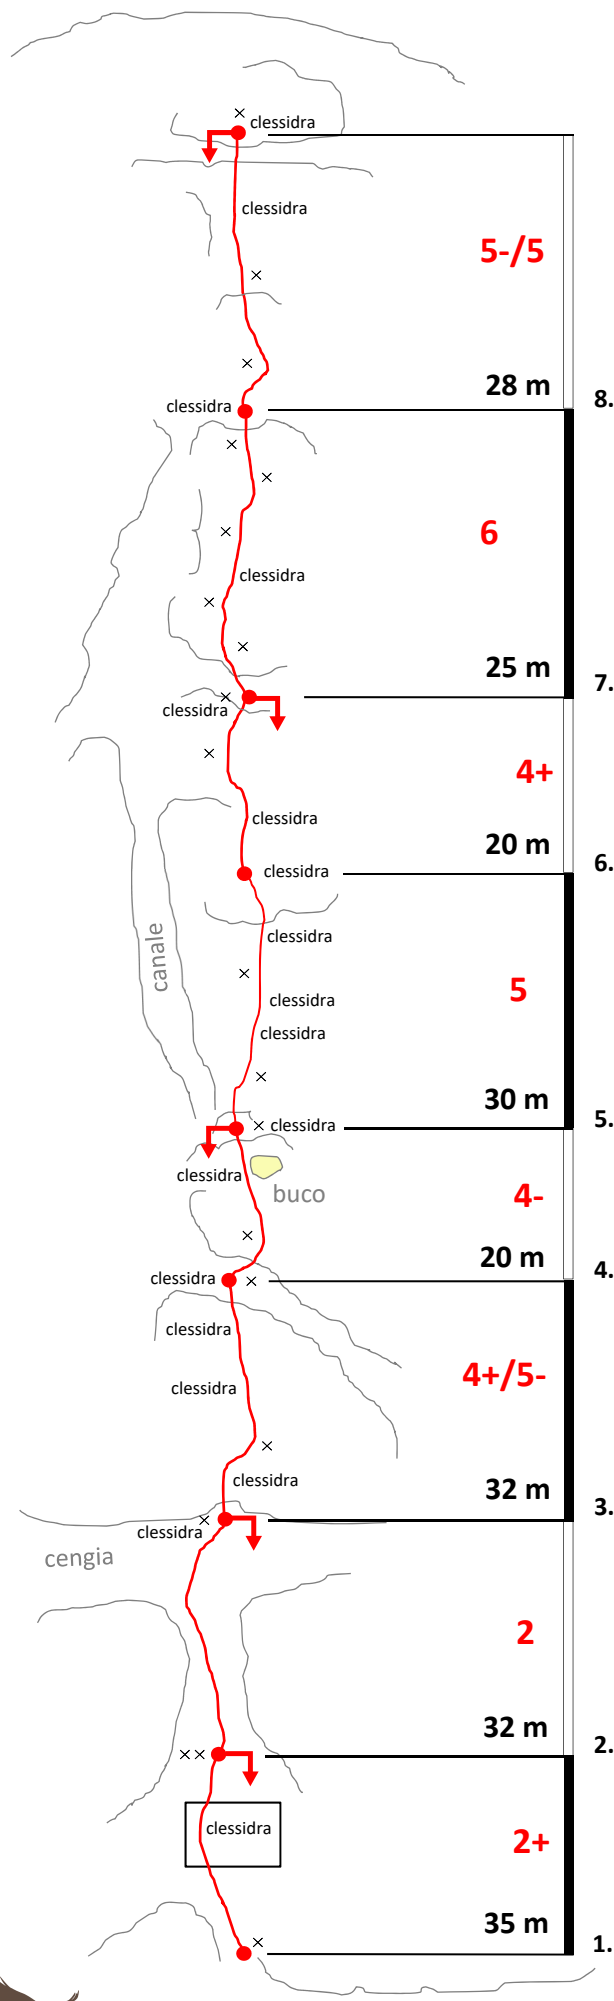 clessidra
clessidra
5-/5
28 m
8.
clessidra
6
clessidra
25 m
7.
clessidra
4+
clessidra
20 m
6.
clessidra
clessidra
canale
5
clessidra
clessidra
30 m
5.
clessidra
clessidra
buco
4-
20 m
4.
clessidra
clessidra
4+/5-
clessidra
clessidra
32 m
3.
clessidra
cengia
2
32 m
2.
clessidra
2+
35 m
1.